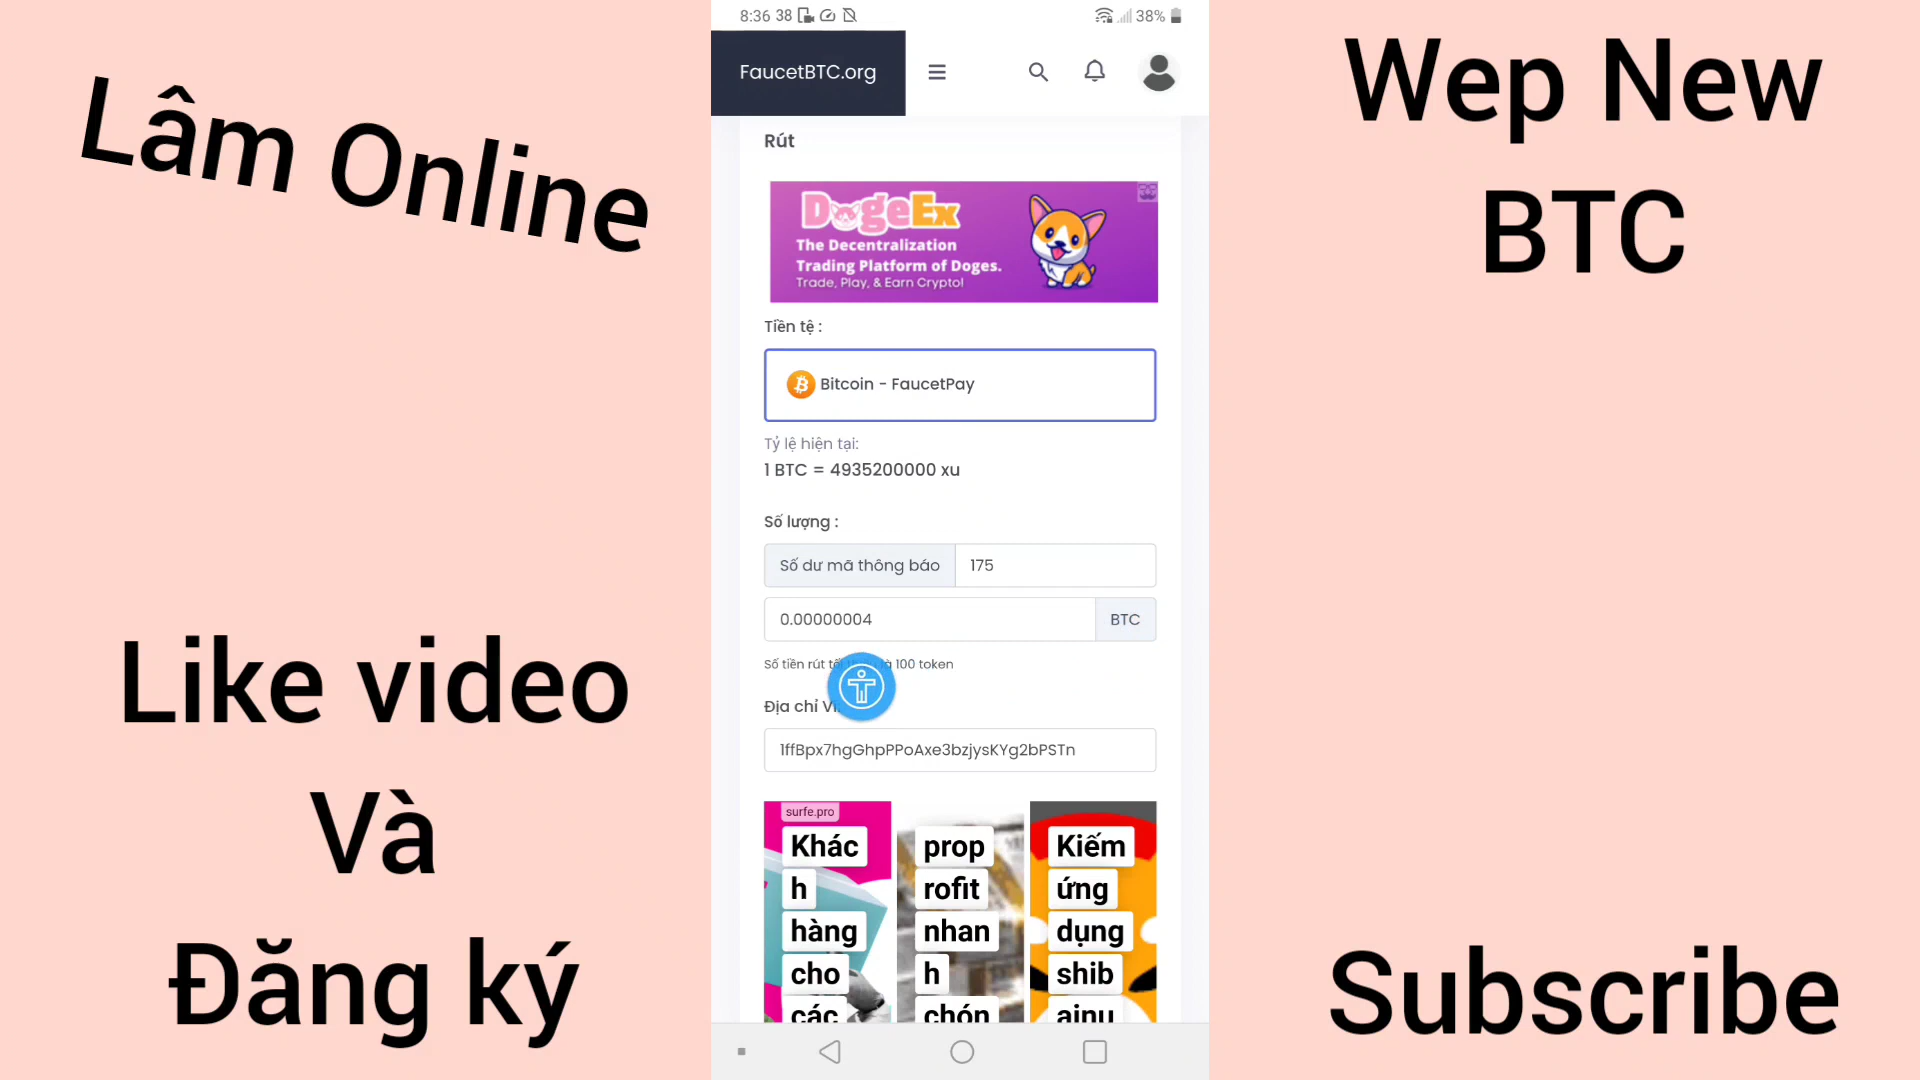 Lâm Online
Like video
Và
Đăng ký
8:36 38
38%
FaucetBTC.org
Rút
DogeEx
The Decentralization
Trading Platform of Doges.
Trade, Play, & Earn Crypto!
Tiền tệ :
Bitcoin - FaucetPay
Tỷ lệ hiện tại:
1 BTC = 4935200000 xu
Số lượng :
Số dư mã thông báo 175
0.00000004 BTC
Số tiền rút là 100 token
Địa chỉ
1ffBpx7hgGhpPPoAxe3bzjysKYg2bPSTn
surfe.pro
Khác
h
hàng
cho
các
prop
rofit
nhan
h
chón
Kiếm
ứng
dụng
shib
ainu
Wep New
BTC
Subscribe